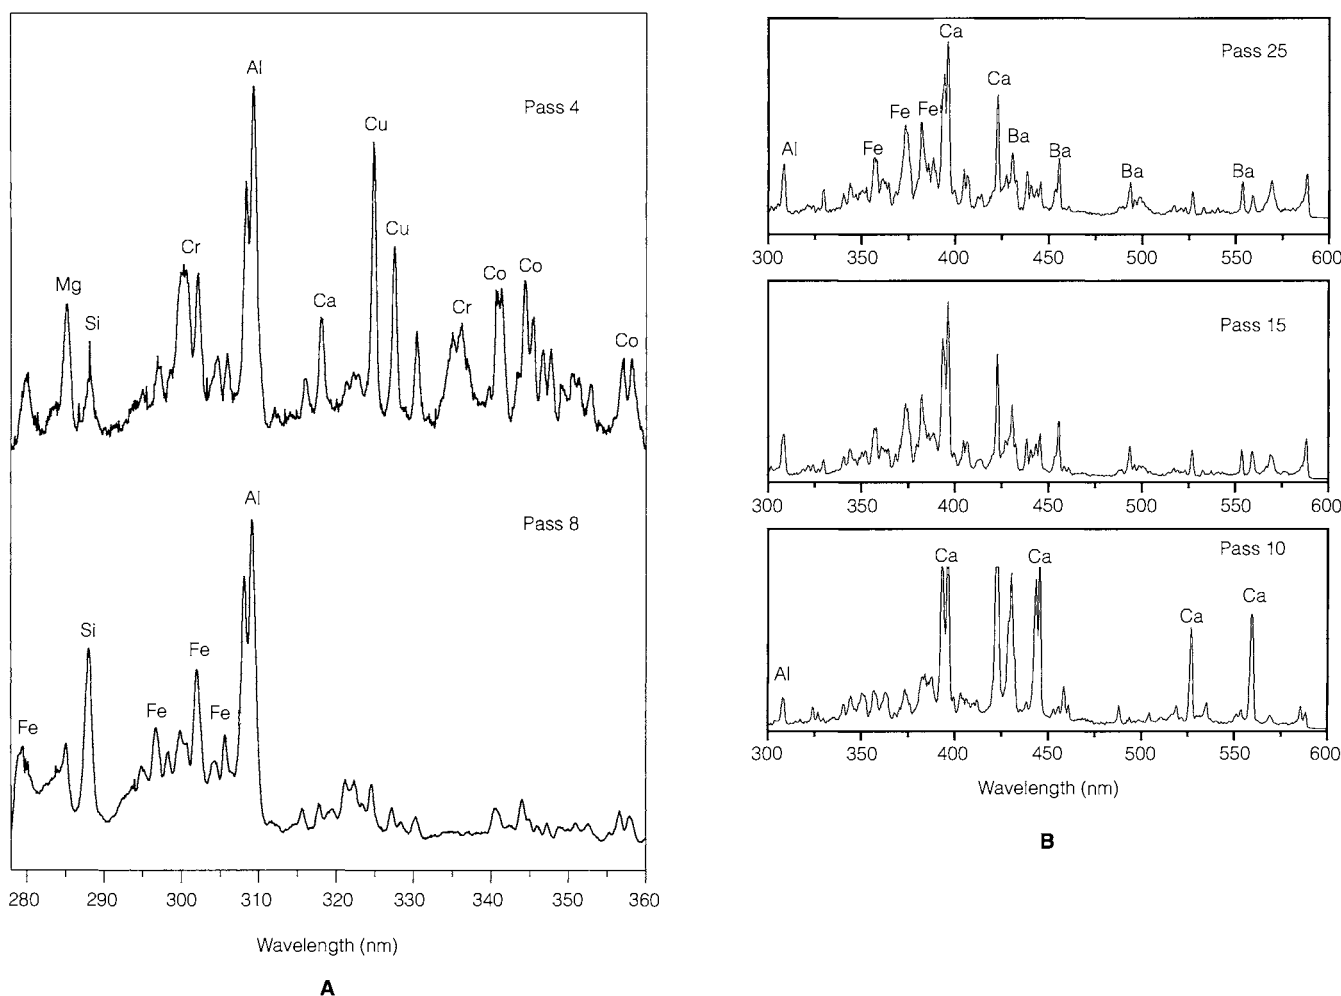 Pass 4
Al
Cu
Cu
Cr
Mg
Si
Ca
Cr
Co
Co
Co
Pass 8
Al
Si
Fe
Fe
Fe
Fe
280 290 300 310 320 330 340 350 360
Wavelength (nm)
A
Pass 25
Ca
Ca
Fe
Fe
Fe
Al
Ba
Ba
Ba
Ba
300 350 400 450 500 550 600
Pass 15
300 350 400 450 500 550 600
Pass 10
Ca
Ca
Ca
Ca
Al
300 350 400 450 500 550 600
Wavelength (nm)
B